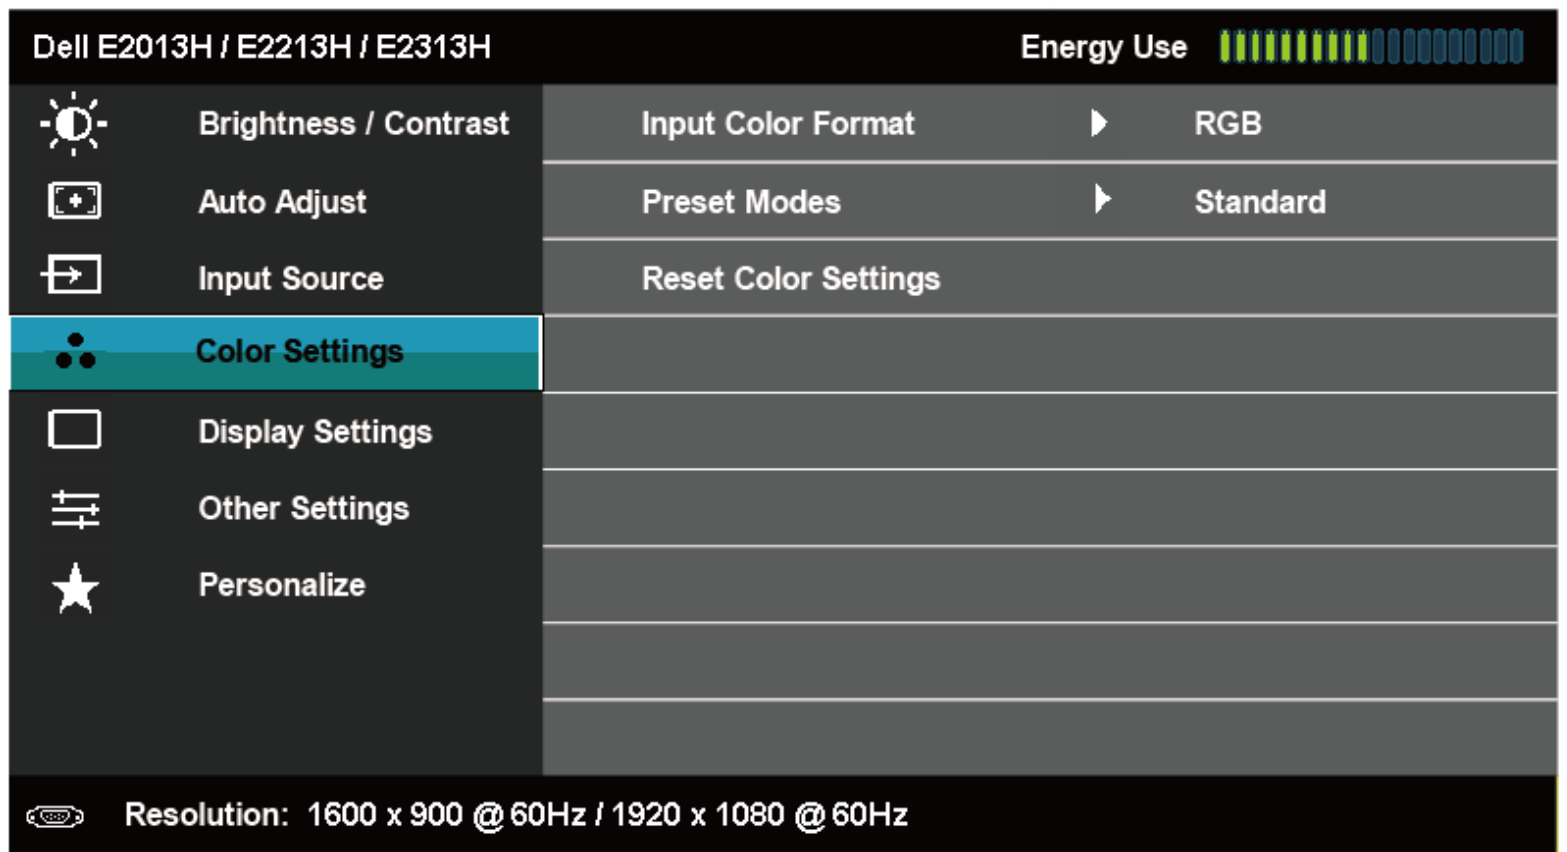 Dell E2013H / E2213H / E2313H
Energy Use
Brightness / Contrast
Input Color Format
RGB
Auto Adjust
Preset Modes
Standard
Input Source
Reset Color Settings
Color Settings
Display Settings
Other Settings
Personalize
Resolution: 1600 x 900 @ 60Hz / 1920 x 1080 @ 60Hz